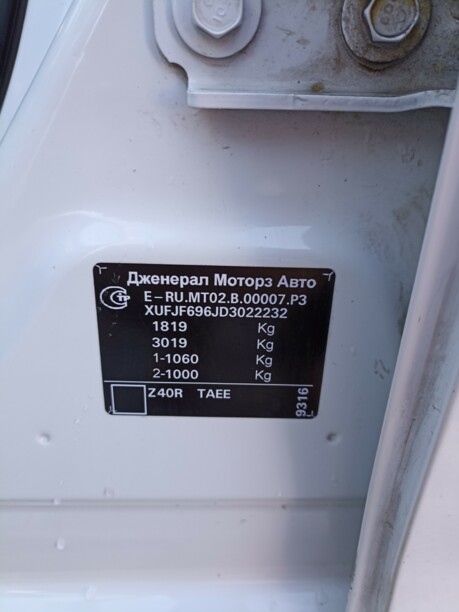 Дженерал Моторз Авто
E-RU.MT02.B.00007.P3
XUFJF696JD3022232
1819 Kg
3019 Kg
1-1060 Kg
2-1000 Kg
Z40R TAEE
9316